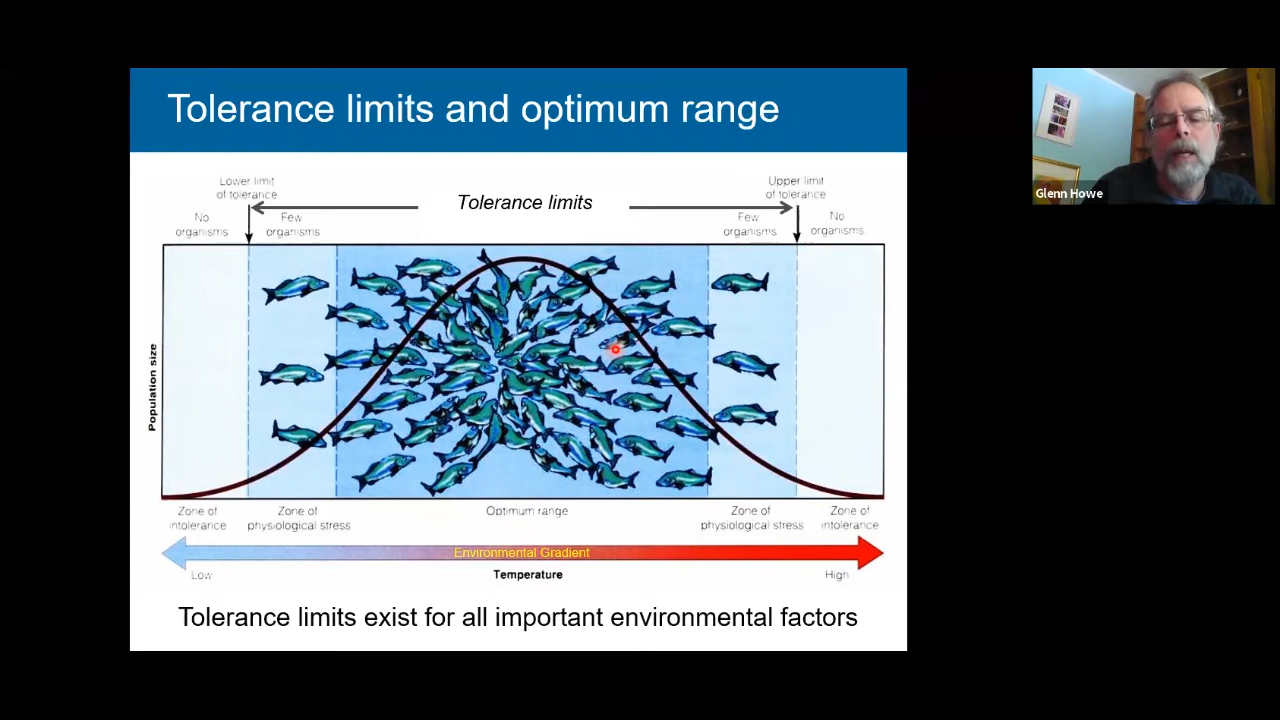 Tolerance limits and optimum range
Lower limit
of tolerance
Tolerance limits
Upper limit
of tolerance
No
organisms
Few
organisms
Few
organisms
No
organisms
Population size
Zone of
intolerance
Zone of
physiological stress
Optimum range
Zone of
physiological stress
Zone of
intolerance
Environmental Gradient
Low
Temperature
High
Tolerance limits exist for all important environmental factors
Glenn Howe